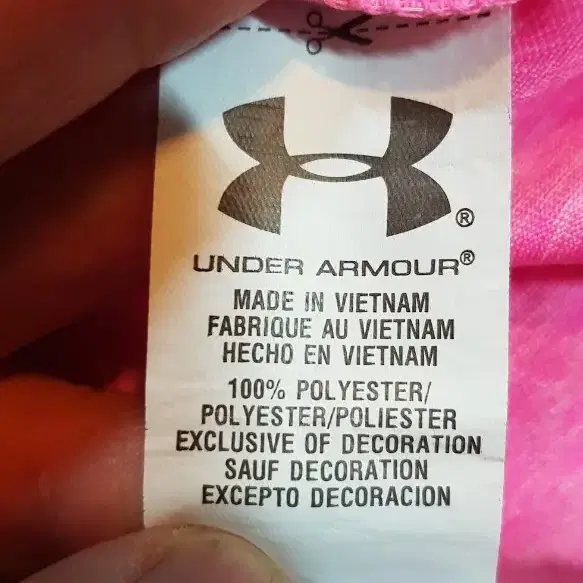 ®
UNDER ARMOUR®
MADE IN VIETNAM
FABRIQUE AU VIETNAM
HECHO EN VIETNAM
100% POLYESTER/
POLYESTER/POLIESTER
EXCLUSIVE OF DECORATION
SAUF DECORATION
EXCEPTO DECORACION